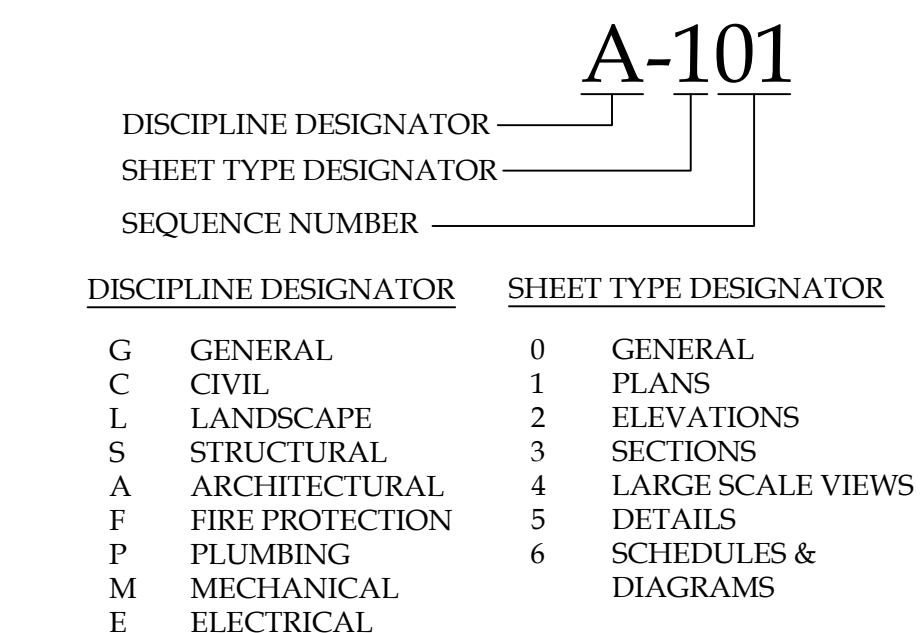 A-101
DISCIPLINE DESIGNATOR
SHEET TYPE DESIGNATOR
SEQUENCE NUMBER
DISCIPLINE DESIGNATOR
G GENERAL
C CIVIL
L LANDSCAPE
S STRUCTURAL
A ARCHITECTURAL
F FIRE PROTECTION
P PLUMBING
M MECHANICAL
E ELECTRICAL
SHEET TYPE DESIGNATOR
0 GENERAL
1 PLANS
2 ELEVATIONS
3 SECTIONS
4 LARGE SCALE VIEWS
5 DETAILS
6 SCHEDULES &
DIAGRAMS